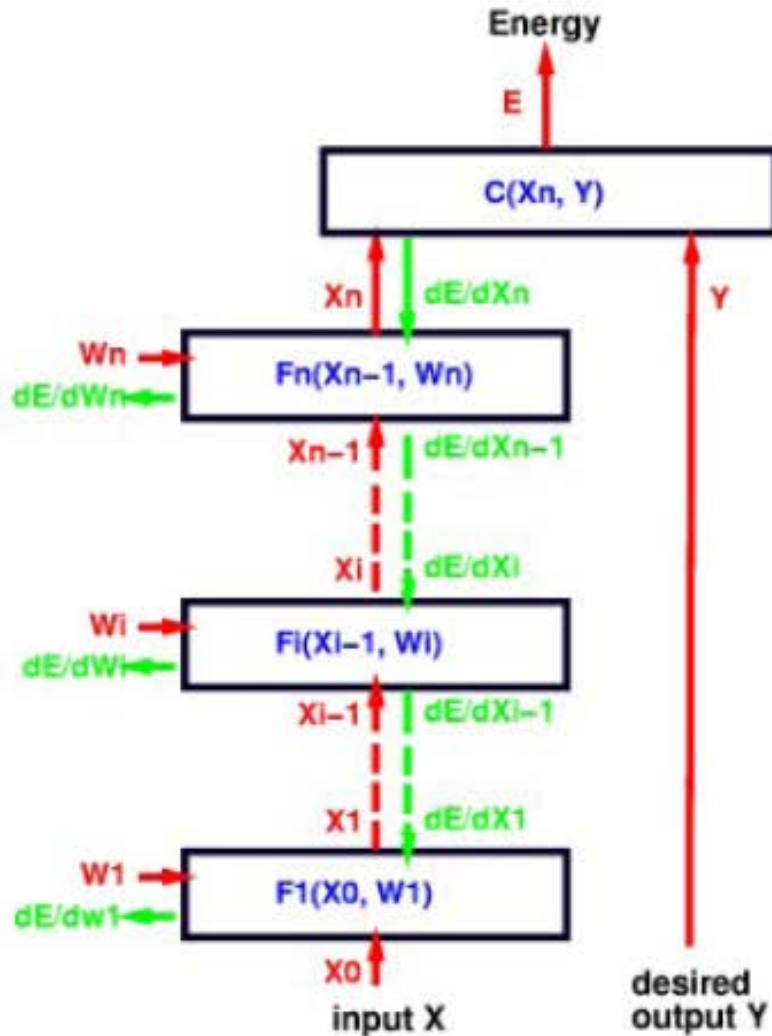 Energy
E
C(Xn, Y)
Xn
dE/dXn
Y
Wn
Fn(Xn-1, Wn)
dE/dWn
Xn-1
dE/dXn-1
Xi
dE/dXi
Wi
Fi(Xi-1, Wi)
dE/dWi
Xi-1
dE/dXi-1
X1
dE/dX1
W1
F1(X0, W1)
dE/dw1
X0
input X
desired
output Y